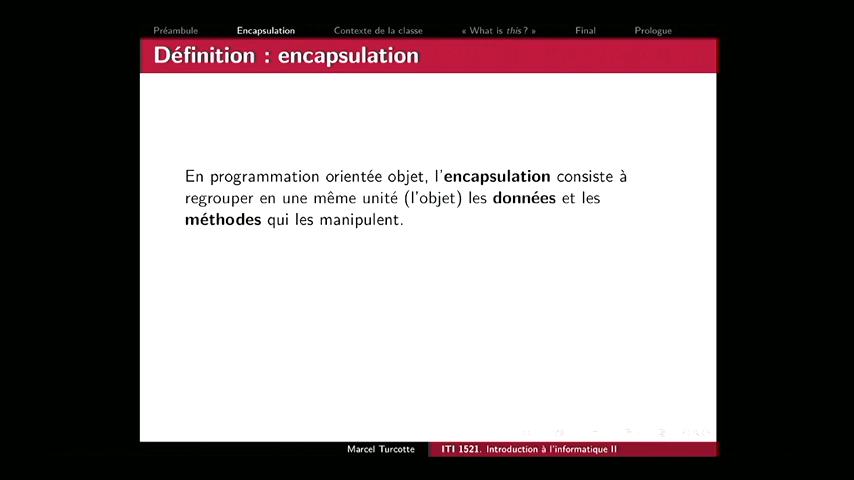 Préambule Encapsulation Contexte de la classe « What is this ? » Final Prologue
Définition : encapsulation
En programmation orientée objet, l'encapsulation consiste à
regrouper en une même unité (l'objet) les données et les
méthodes qui les manipulent.
Marcel Turcotte ITI 1521. Introduction à l'informatique II